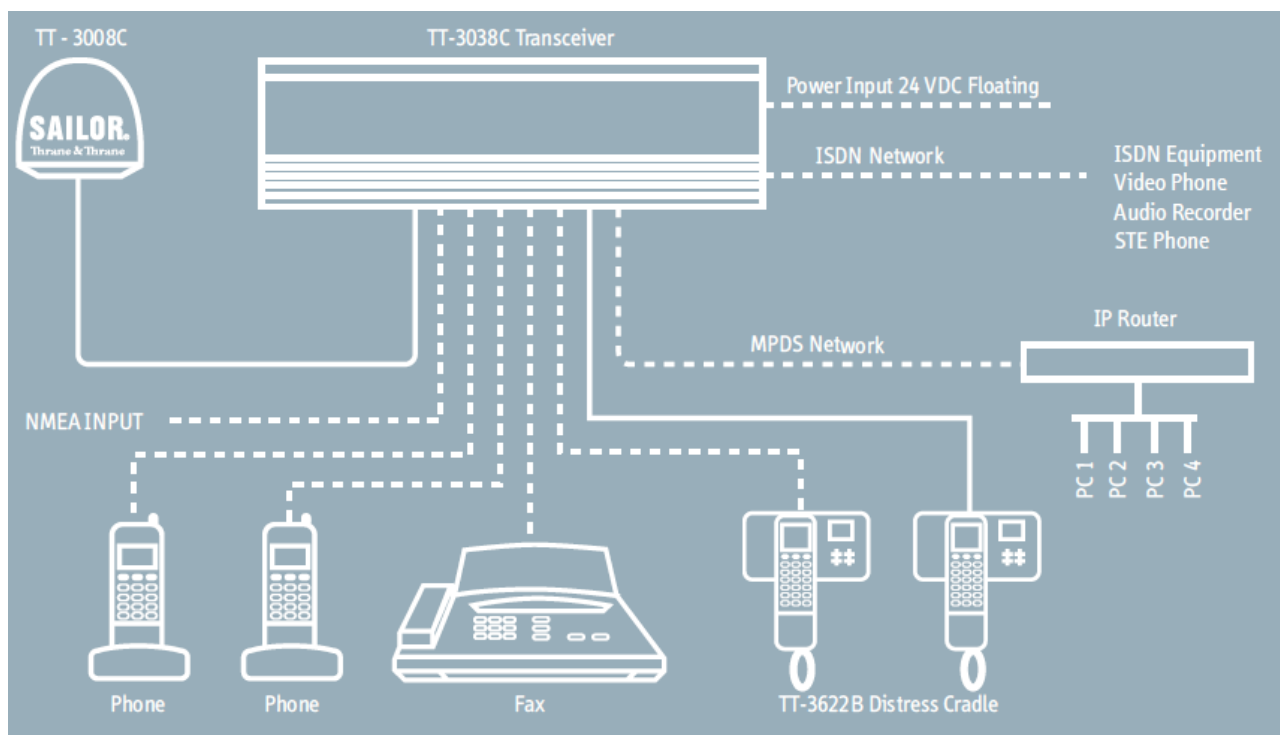 TT - 3008C
TT-3038C Transceiver
SAILOR.
Thrane & Thrane
Power Input 24 VDC Floating
ISDN Network
ISDN Equipment
Video Phone
Audio Recorder
STE Phone
IP Router
MPDS Network
NMEA INPUT
PC 1
PC 2
PC 3
PC 4
Phone
Phone
Fax
TT-3622B Distress Cradle